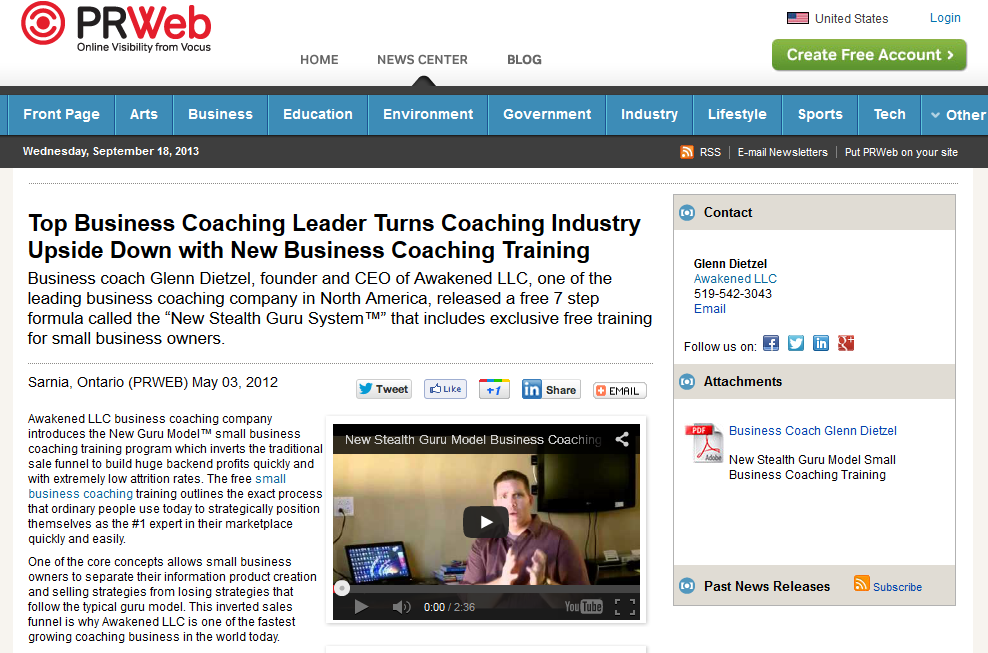 PRWeb
Online Visibility from Vocus
United States
Login
Create Free Account ›
HOME
NEWS CENTER
BLOG
Front Page
Arts
Business
Education
Environment
Government
Industry
Lifestyle
Sports
Tech
Other
Wednesday, September 18, 2013
RSS
E-mail Newsletters
Put PRWeb on your site
Top Business Coaching Leader Turns Coaching Industry
Upside Down with New Business Coaching Training
Business coach Glenn Dietzel, founder and CEO of Awakened LLC, one of the
leading business coaching company in North America, released a free 7 step
formula called the “New Stealth Guru System™” that includes exclusive free training
for small business owners.
Sarnia, Ontario (PRWEB) May 03, 2012
Tweet
Like
+1
in Share
EMAIL
Awakened LLC business coaching company
introduces the New Guru Model™ small business
coaching training program which inverts the traditional
sale funnel to build huge backend profits quickly and
with extremely low attrition rates. The free small
business coaching training outlines the exact process
that ordinary people use today to strategically position
themselves as the #1 expert in their marketplace
quickly and easily.
One of the core concepts allows small business
owners to separate their information product creation
and selling strategies from losing strategies that
follow the typical guru model. This inverted sales
funnel is why Awakened LLC is one of the fastest
growing coaching business in the world today.
New Stealth Guru Model Business Coaching
0:00 / 2:36
YouTube
Contact
Glenn Dietzel
Awakened LLC
519-542-3043
Email
Follow us on:
Attachments
PDF
Adobe
Business Coach Glenn Dietzel
New Stealth Guru Model Small
Business Coaching Training
Past News Releases
Subscribe